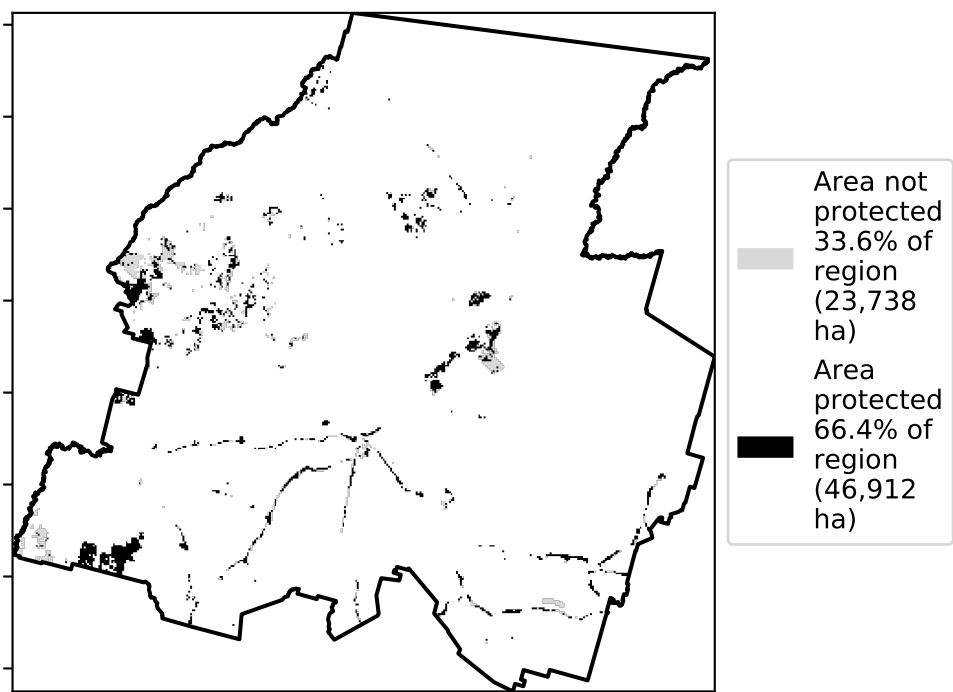 Area not
protected
33.6% of
region
(23,738
ha)
Area
protected
66.4% of
region
(46,912
ha)